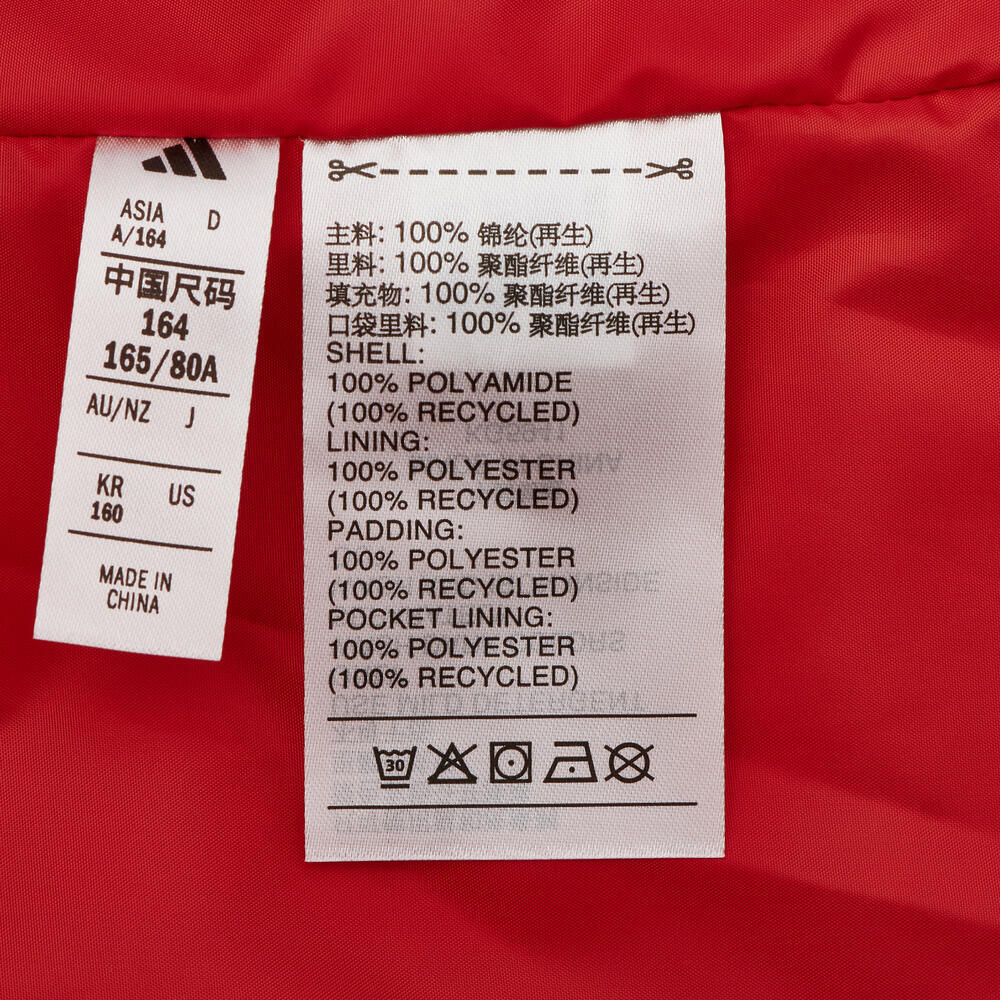 ASIA D
A/164
中国尺码
164
165/80A
AU/NZ J
KR US
160
MADE IN
CHINA
主料: 100% 锦纶(再生)
里料: 100% 聚酯纤维(再生)
填充物: 100% 聚酯纤维(再生)
口袋里料: 100% 聚酯纤维(再生)
SHELL:
100% POLYAMIDE
(100% RECYCLED)
LINING:
100% POLYESTER
(100% RECYCLED)
PADDING:
100% POLYESTER
(100% RECYCLED)
POCKET LINING:
100% POLYESTER
(100% RECYCLED)
USE MILD DETERGENT
30